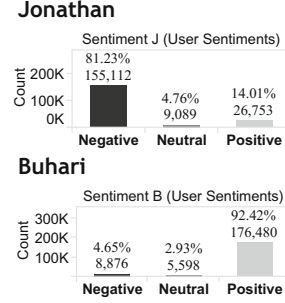 Jonathan
Sentiment J (User Sentiments)
Count
200K
100K
0K
81.23%
155,112
4.76%
9,089
14.01%
26,753
Negative Neutral Positive
Buhari
Sentiment B (User Sentiments)
Count
300K
200K
100K
4.65%
8,876
2.93%
5,598
92.42%
176,480
Negative Neutral Positive